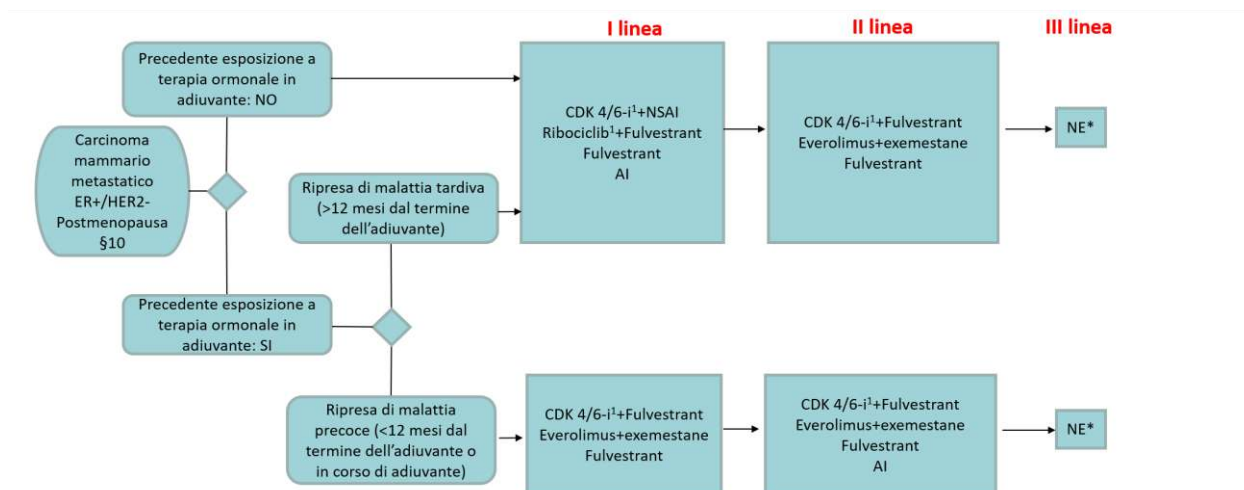 I linea
II linea
III linea
Precedente esposizione a
terapia ormonale in
adiuvante: NO
Carcinoma
mammario
metastatico
ER+/HER2-
Postmenopausa
§10
Ripresa di malattia tardiva
(>12 mesi dal termine
dell’adiuvante)
CDK 4/6-i¹+NSAI
Ribociclib¹+Fulvestrant
Fulvestrant
AI
CDK 4/6-i¹+Fulvestrant
Everolimus+exemestane
Fulvestrant
NE*
Precedente esposizione a
terapia ormonale in
adiuvante: SI
Ripresa di malattia
precoce (<12 mesi dal
termine dell’adiuvante o
in corso di adiuvante)
CDK 4/6-i¹+Fulvestrant
Everolimus+exemestane
Fulvestrant
CDK 4/6-i¹+Fulvestrant
Everolimus+exemestane
Fulvestrant
AI
NE*